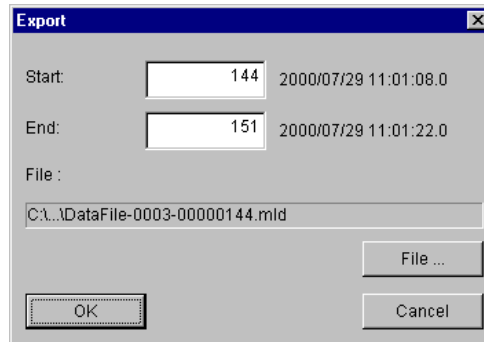 Export
Start: 144 2000/07/29 11:01:08.0
End: 151 2000/07/29 11:01:22.0
File :
C:\...\DataFile-0003-00000144.mld
File ...
OK Cancel